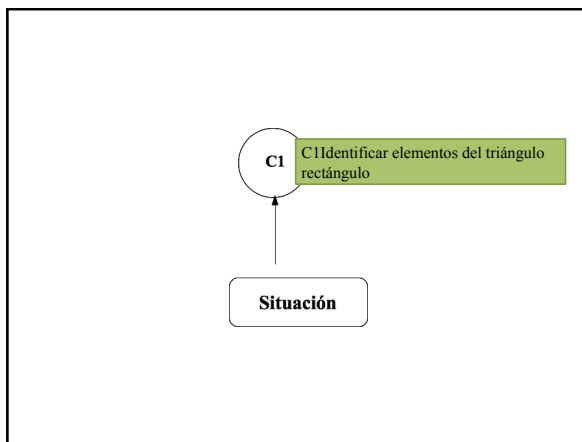 C1
C1Identificar elementos del triángulo
rectángulo
Situación